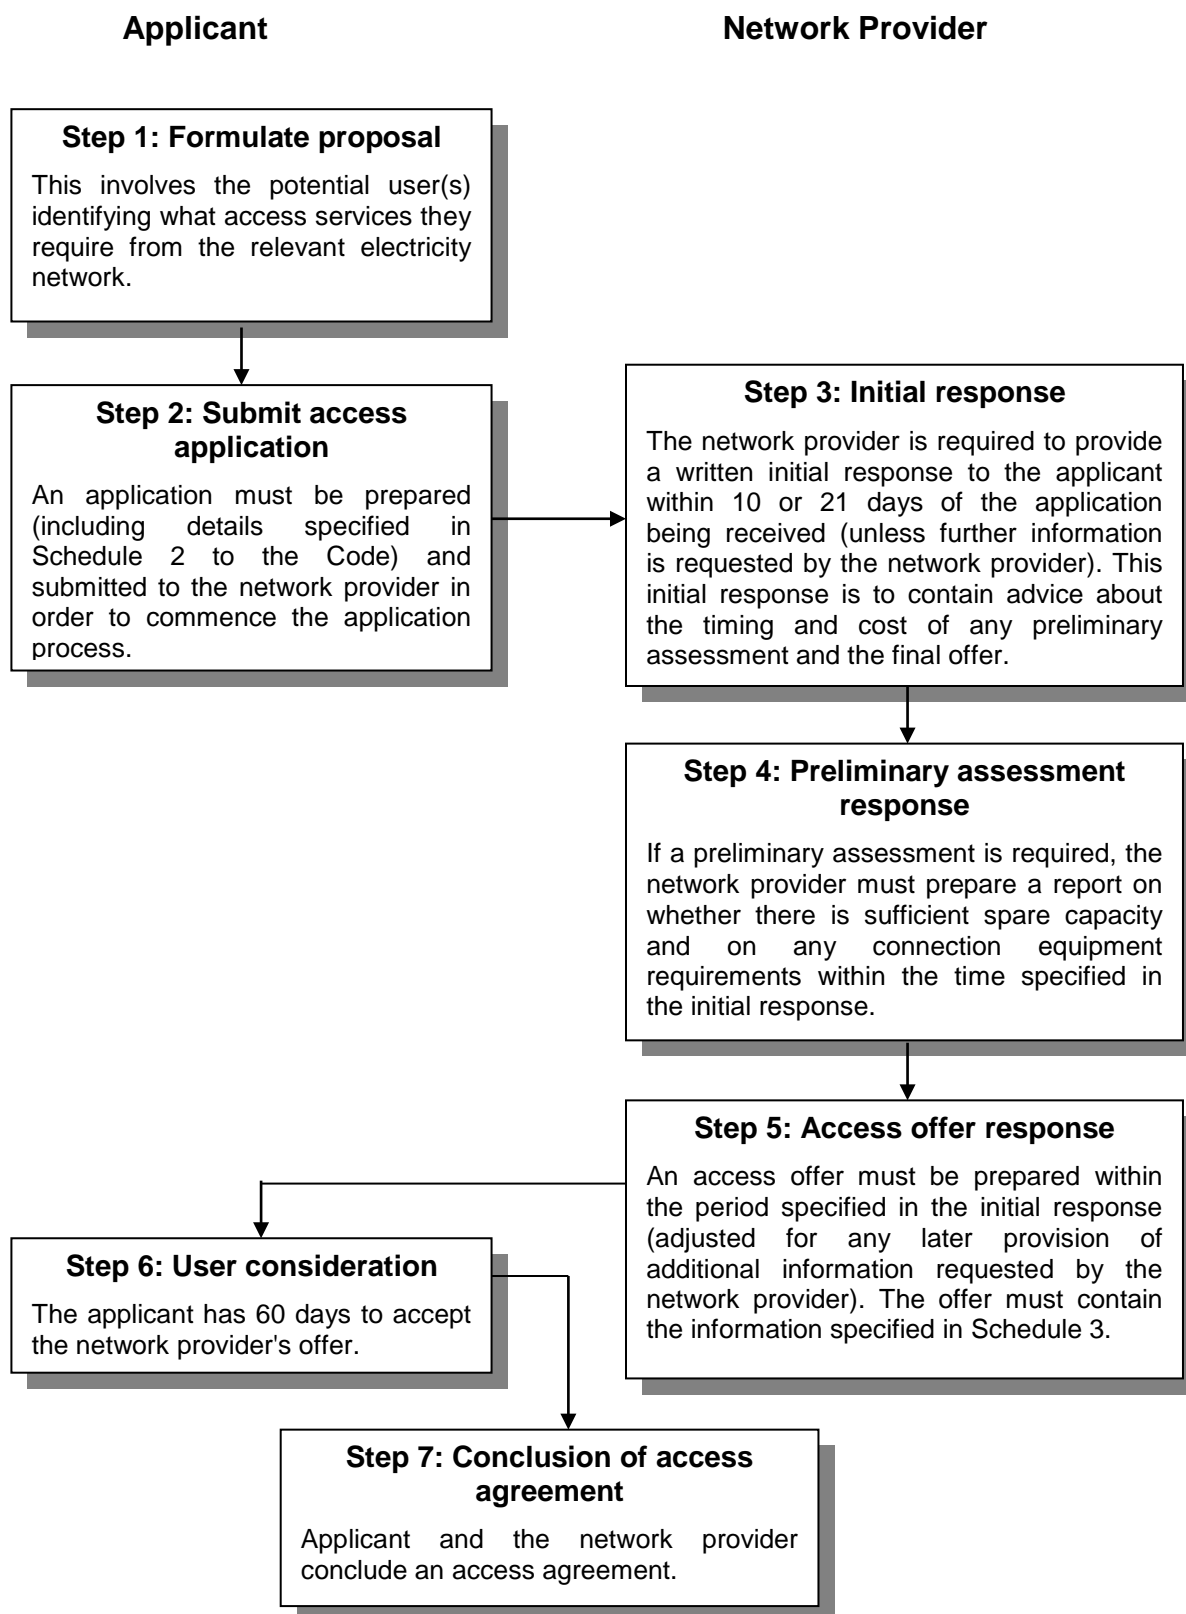 Applicant
Network Provider
Step 1: Formulate proposal
This involves the potential user(s)
identifying what access services they
require from the relevant electricity
network.
Step 2: Submit access
application
An application must be prepared
(including details specified in
Schedule 2 to the Code) and
submitted to the network provider in
order to commence the application
process.
Step 3: Initial response
The network provider is required to provide
a written initial response to the applicant
within 10 or 21 days of the application
being received (unless further information
is requested by the network provider). This
initial response is to contain advice about
the timing and cost of any preliminary
assessment and the final offer.
Step 4: Preliminary assessment
response
If a preliminary assessment is required, the
network provider must prepare a report on
whether there is sufficient spare capacity
and on any connection equipment
requirements within the time specified in
the initial response.
Step 5: Access offer response
An access offer must be prepared within
the period specified in the initial response
(adjusted for any later provision of
additional information requested by the
network provider). The offer must contain
the information specified in Schedule 3.
Step 6: User consideration
The applicant has 60 days to accept
the network provider's offer.
Step 7: Conclusion of access
agreement
Applicant and the network provider
conclude an access agreement.